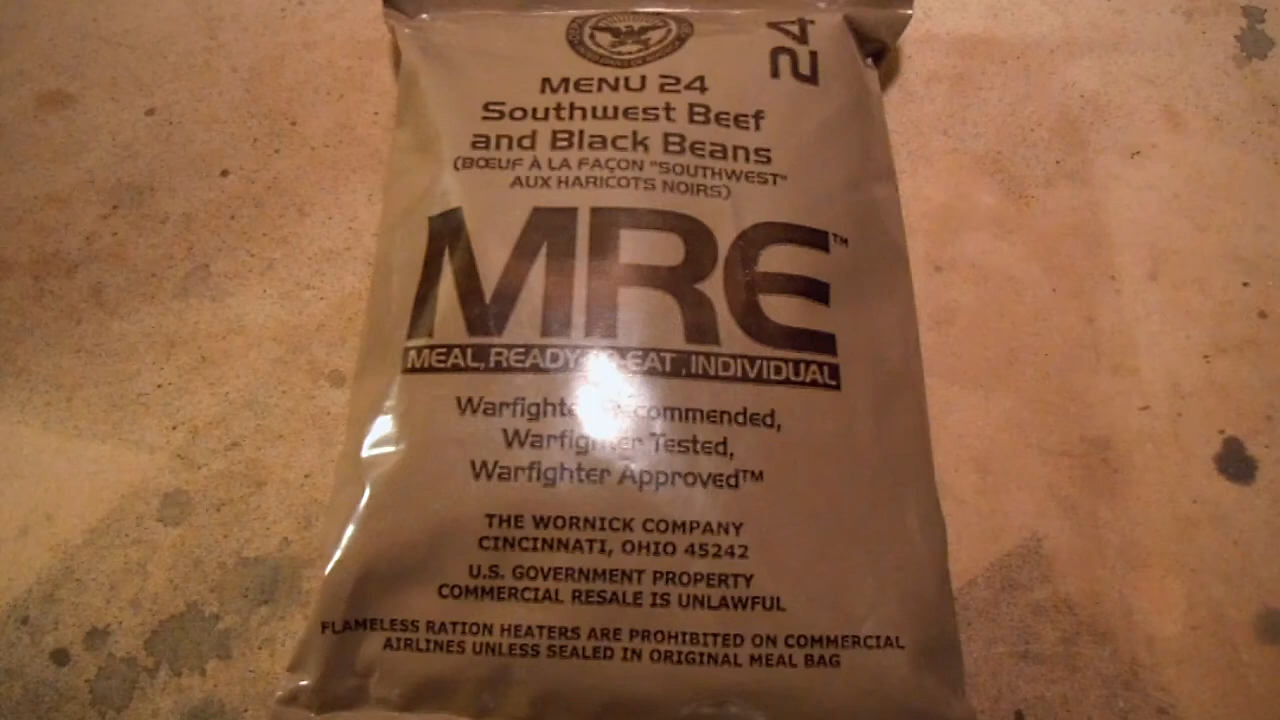 24
MENU 24
Southwest Beef
and Black Beans
(BŒUF À LA FAÇON "SOUTHWEST"
AUX HARICOTS NOIRS)
MRE™
MEAL, READY EAT, INDIVIDUAL
Warfighter
Warfighter Tested,
Warfighter Approved™
THE WORNICK COMPANY
CINCINNATI, OHIO 45242
U.S. GOVERNMENT PROPERTY
COMMERCIAL RESALE IS UNLAWFUL
FLAMELESS RATION HEATERS ARE PROHIBITED ON COMMERCIAL
AIRLINES UNLESS SEALED IN ORIGINAL MEAL BAG